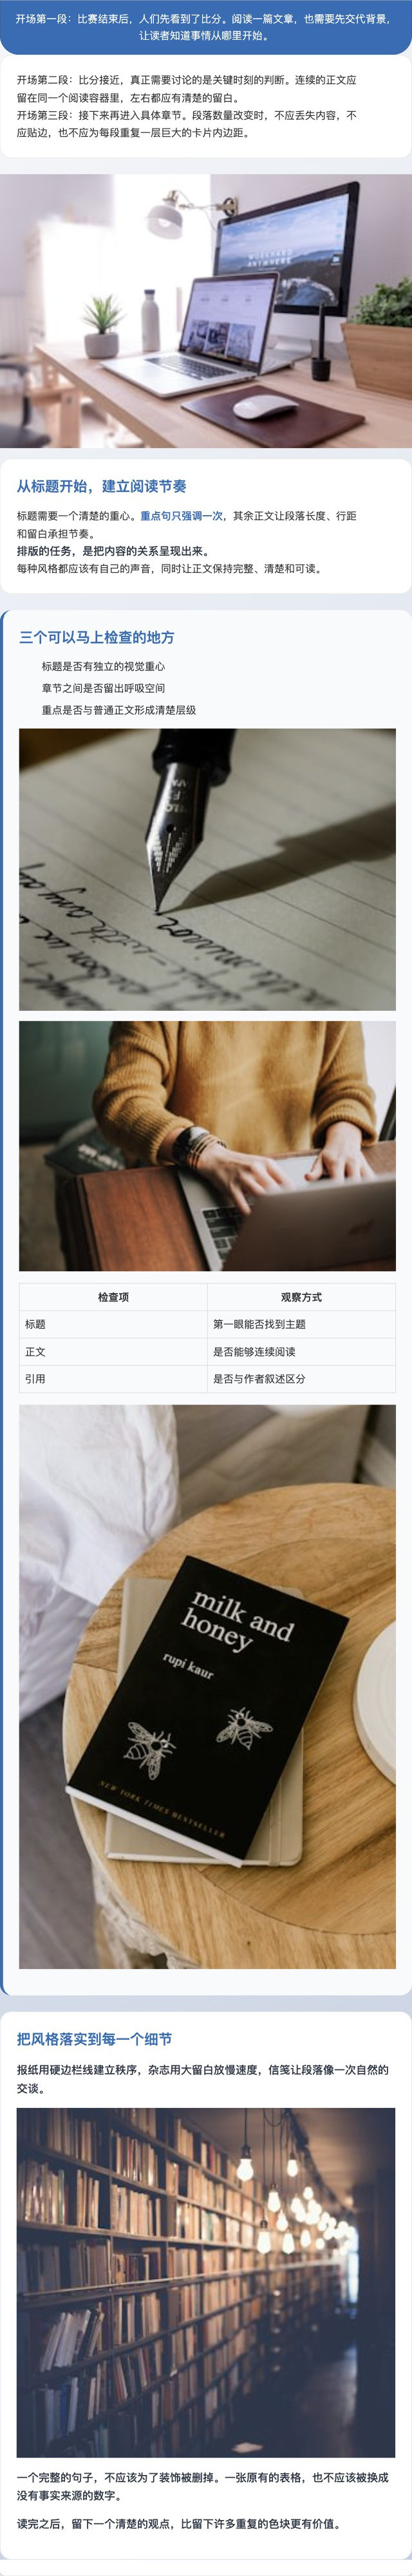 开场第一段：比赛结束后，人们先看到了比分。阅读一篇文章，也需要先交代背景，
让读者知道事情从哪里开始。
开场第二段：比分接近，真正需要讨论的是关键时刻的判断。连续的正文应
留在同一个阅读容器里，左右都应有清楚的留白。
开场第三段：接下来再进入具体章节。段落数量改变时，不应丢失内容，不
应贴边，也不应为每段重复一层巨大的卡片内边距。
从标题开始，建立阅读节奏
标题需要一个清楚的重心。重点句只强调一次，其余正文让段落长度、行距
和留白承担节奏。
排版的任务，是把内容的关系呈现出来。
每种风格都应该有自己的声音，同时让正文保持完整、清楚和可读。
三个可以马上检查的地方
标题是否有独立的视觉重心
章节之间是否留出呼吸空间
重点是否与普通正文形成清楚层级
检查项 观察方式
标题 第一眼能否找到主题
正文 是否能够连续阅读
引用 是否与作者叙述区分
milk and
honey
rupi kaur
NEW YORK TIMES BESTSELLER
把风格落实到每一个细节
报纸用硬边栏线建立秩序，杂志用大留白放慢速度，信笺让段落像一次自然的
交谈。
一个完整的句子，不应该为了装饰被删掉。一张原有的表格，也不应该被换成
没有事实来源的数字。
读完之后，留下一个清楚的观点，比留下许多重复的色块更有价值。